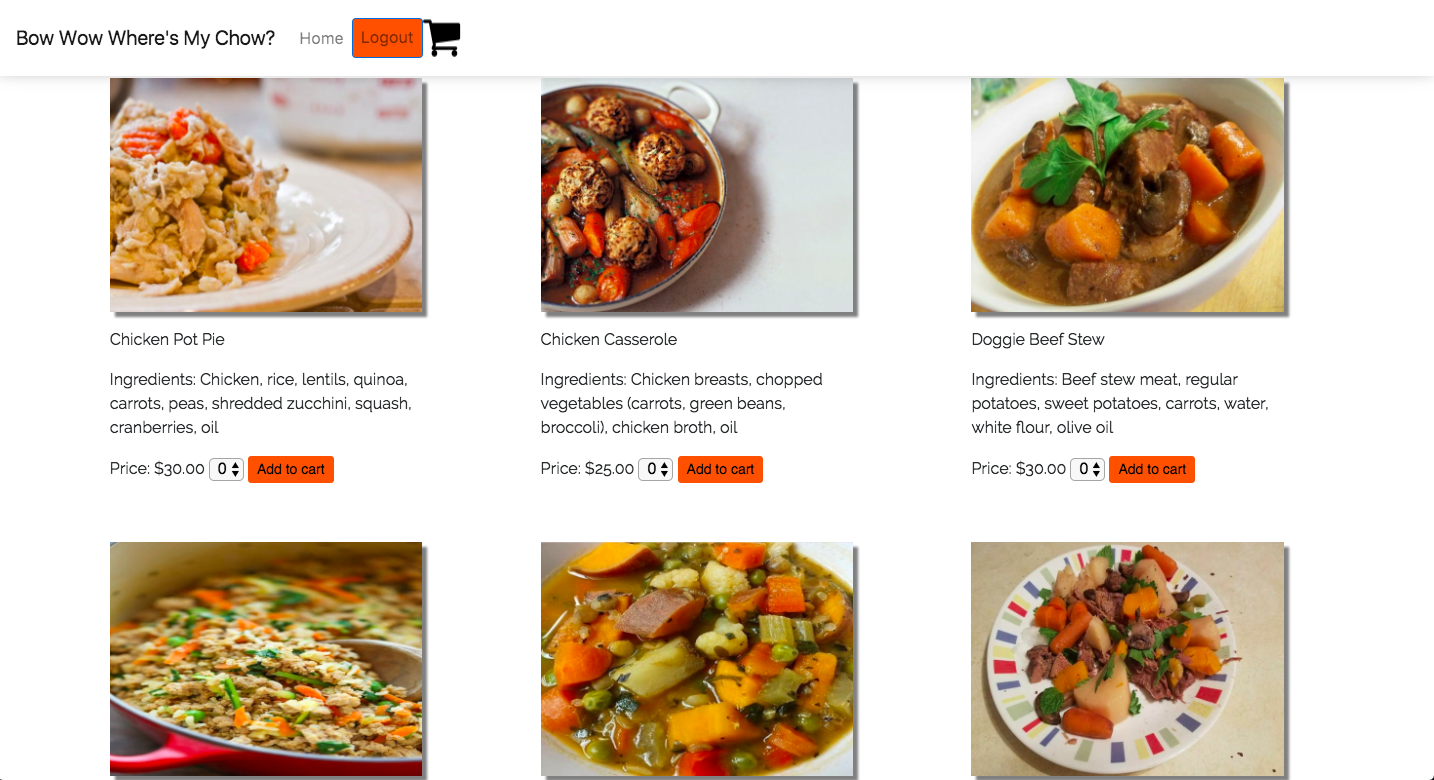 Bow Wow Where's My Chow? Home Logout
Chicken Pot Pie
Ingredients: Chicken, rice, lentils, quinoa,
carrots, peas, shredded zucchini, squash,
cranberries, oil
Price: $30.00 0 Add to cart
Chicken Casserole
Ingredients: Chicken breasts, chopped
vegetables (carrots, green beans,
broccoli), chicken broth, oil
Price: $25.00 0 Add to cart
Doggie Beef Stew
Ingredients: Beef stew meat, regular
potatoes, sweet potatoes, carrots, water,
white flour, olive oil
Price: $30.00 0 Add to cart